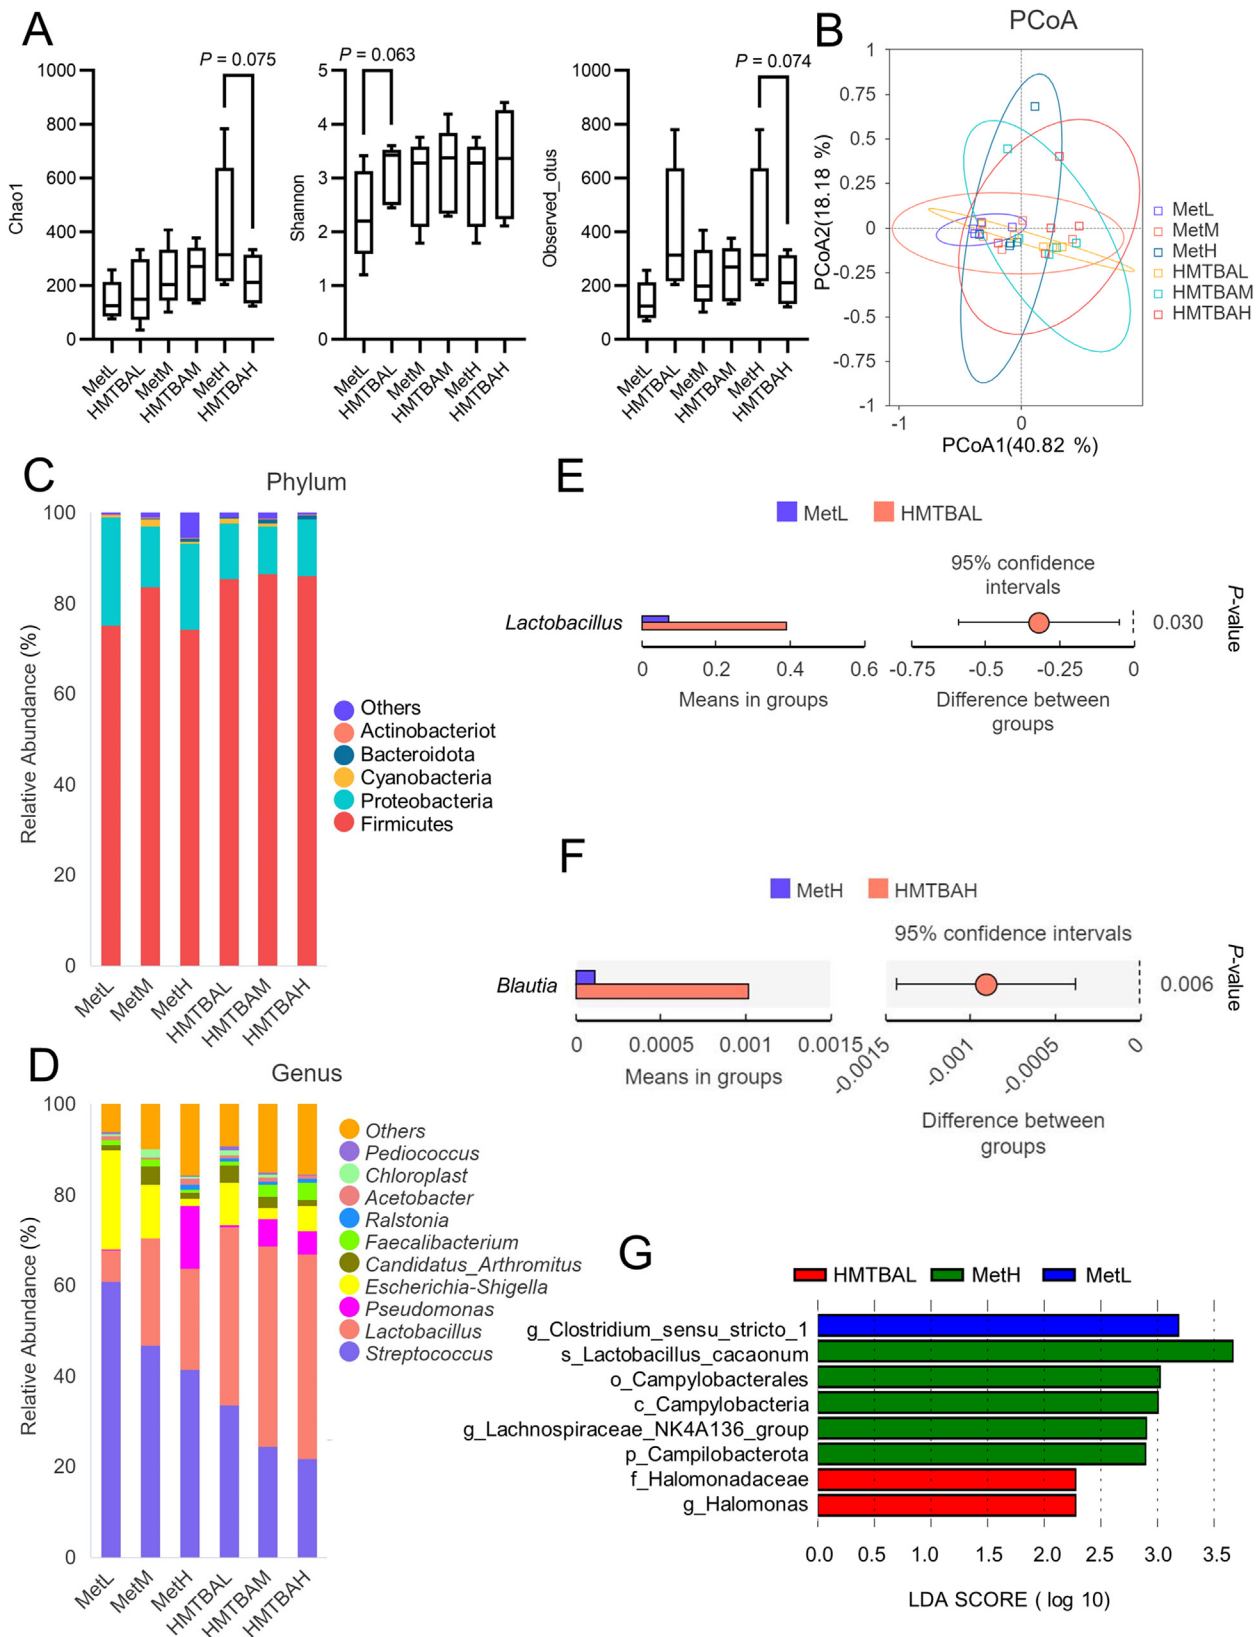 A
P = 0.075
1000
800
600
400
200
0
Chao1
MetL
HMTBAL
MetM
HMTBAM
MetH
HMTBAH
P = 0.063
5
4
3
2
1
0
Shannon
MetL
HMTBAL
MetM
HMTBAM
MetH
HMTBAH
P = 0.074
1000
800
600
400
200
0
Observed_otus
MetL
HMTBAL
MetM
HMTBAM
MetH
HMTBAH
B
PCoA
1
0.75
0.5
0.25
0
-0.25
-0.5
-0.75
-1
PCoA2(18.18 %)
-1
0
PCoA1(40.82 %)
MetL
MetM
MetH
HMTBAL
HMTBAM
HMTBAH
C
Phylum
100
80
60
40
20
0
Relative Abundance (%)
MetL
MetM
MetH
HMTBAL
HMTBAM
HMTBAH
Others
Actinobacteriot
Bacteroidota
Cyanobacteria
Proteobacteria
Firmicutes
D
Genus
100
80
60
40
20
0
Relative Abundance (%)
MetL
MetM
MetH
HMTBAL
HMTBAM
HMTBAH
Others
Pediococcus
Chloroplast
Acetobacter
Ralstonia
Faecalibacterium
Candidatus_Arthromitus
Escherichia-Shigella
Pseudomonas
Lactobacillus
Streptococcus
E
MetL HMTBAL
95% confidence
intervals
Lactobacillus
0.030
P-value
0 0.2 0.4 0.6
Means in groups
-0.75 -0.5 -0.25 0
Difference between
groups
F
MetH HMTBAH
95% confidence intervals
Blautia
0.006
P-value
0 0.0005 0.001 0.0015
Means in groups
-0.0015 -0.001 -0.0005 0
Difference between
groups
G
HMTBAL MetH MetL
g_Clostridium_sensu_stricto_1
s_Lactobacillus_cacaonum
o_Campylobacterales
c_Campylobacteria
g_Lachnospiraceae_NK4A136_group
p_Campilobacterota
f_Halomonadaceae
g_Halomonas
0.0 0.5 1.0 1.5 2.0 2.5 3.0 3.5
LDA SCORE ( log 10)